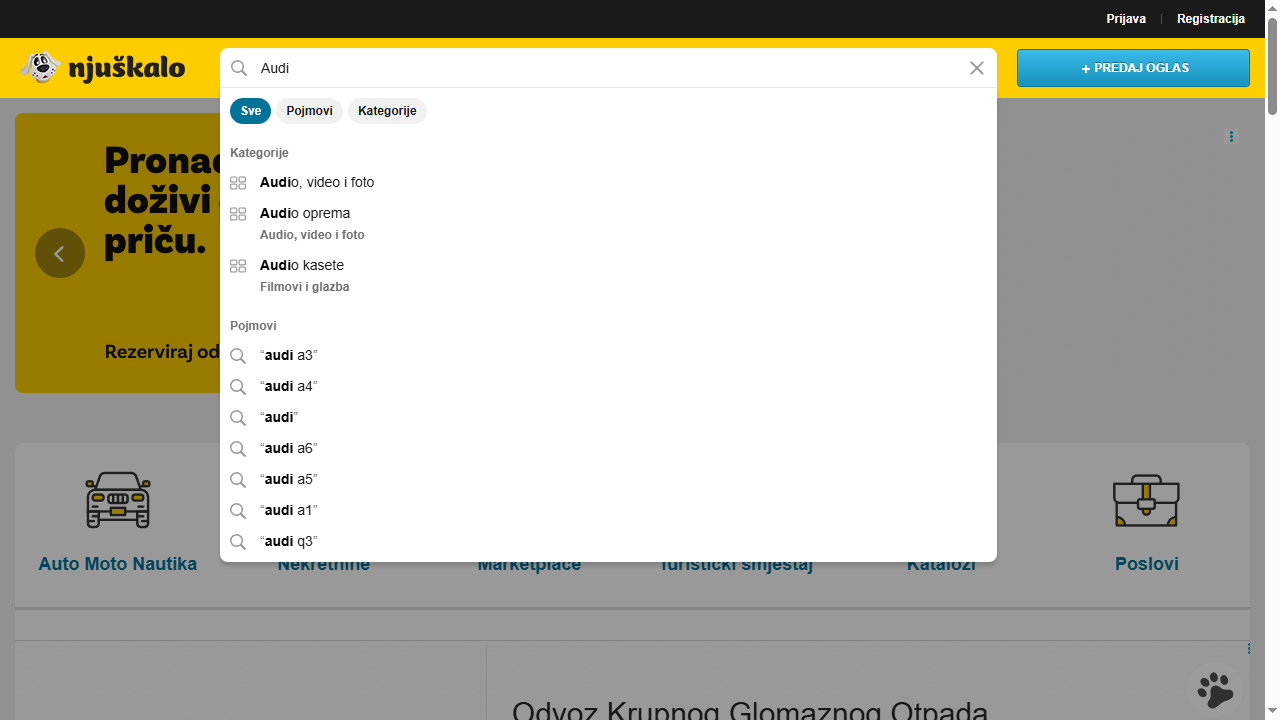 Prijava
Registracija
njuškalo
Audi
+ PREDAJ OGLAS
Sve
Pojmovi
Kategorije
Pronađ
doživi
priču.
Rezerviraj od
Kategorije
Audio, video i foto
Audio oprema
Audio, video i foto
Audio kasete
Filmovi i glazba
Pojmovi
“audi a3”
“audi a4”
“audi”
“audi a6”
“audi a5”
“audi a1”
“audi q3”
Auto Moto Nautika
Nekretnine
Marketplace
Turistički smještaj
Katalozi
Poslovi
Odvoz Krupnog Glomaznog Otpada